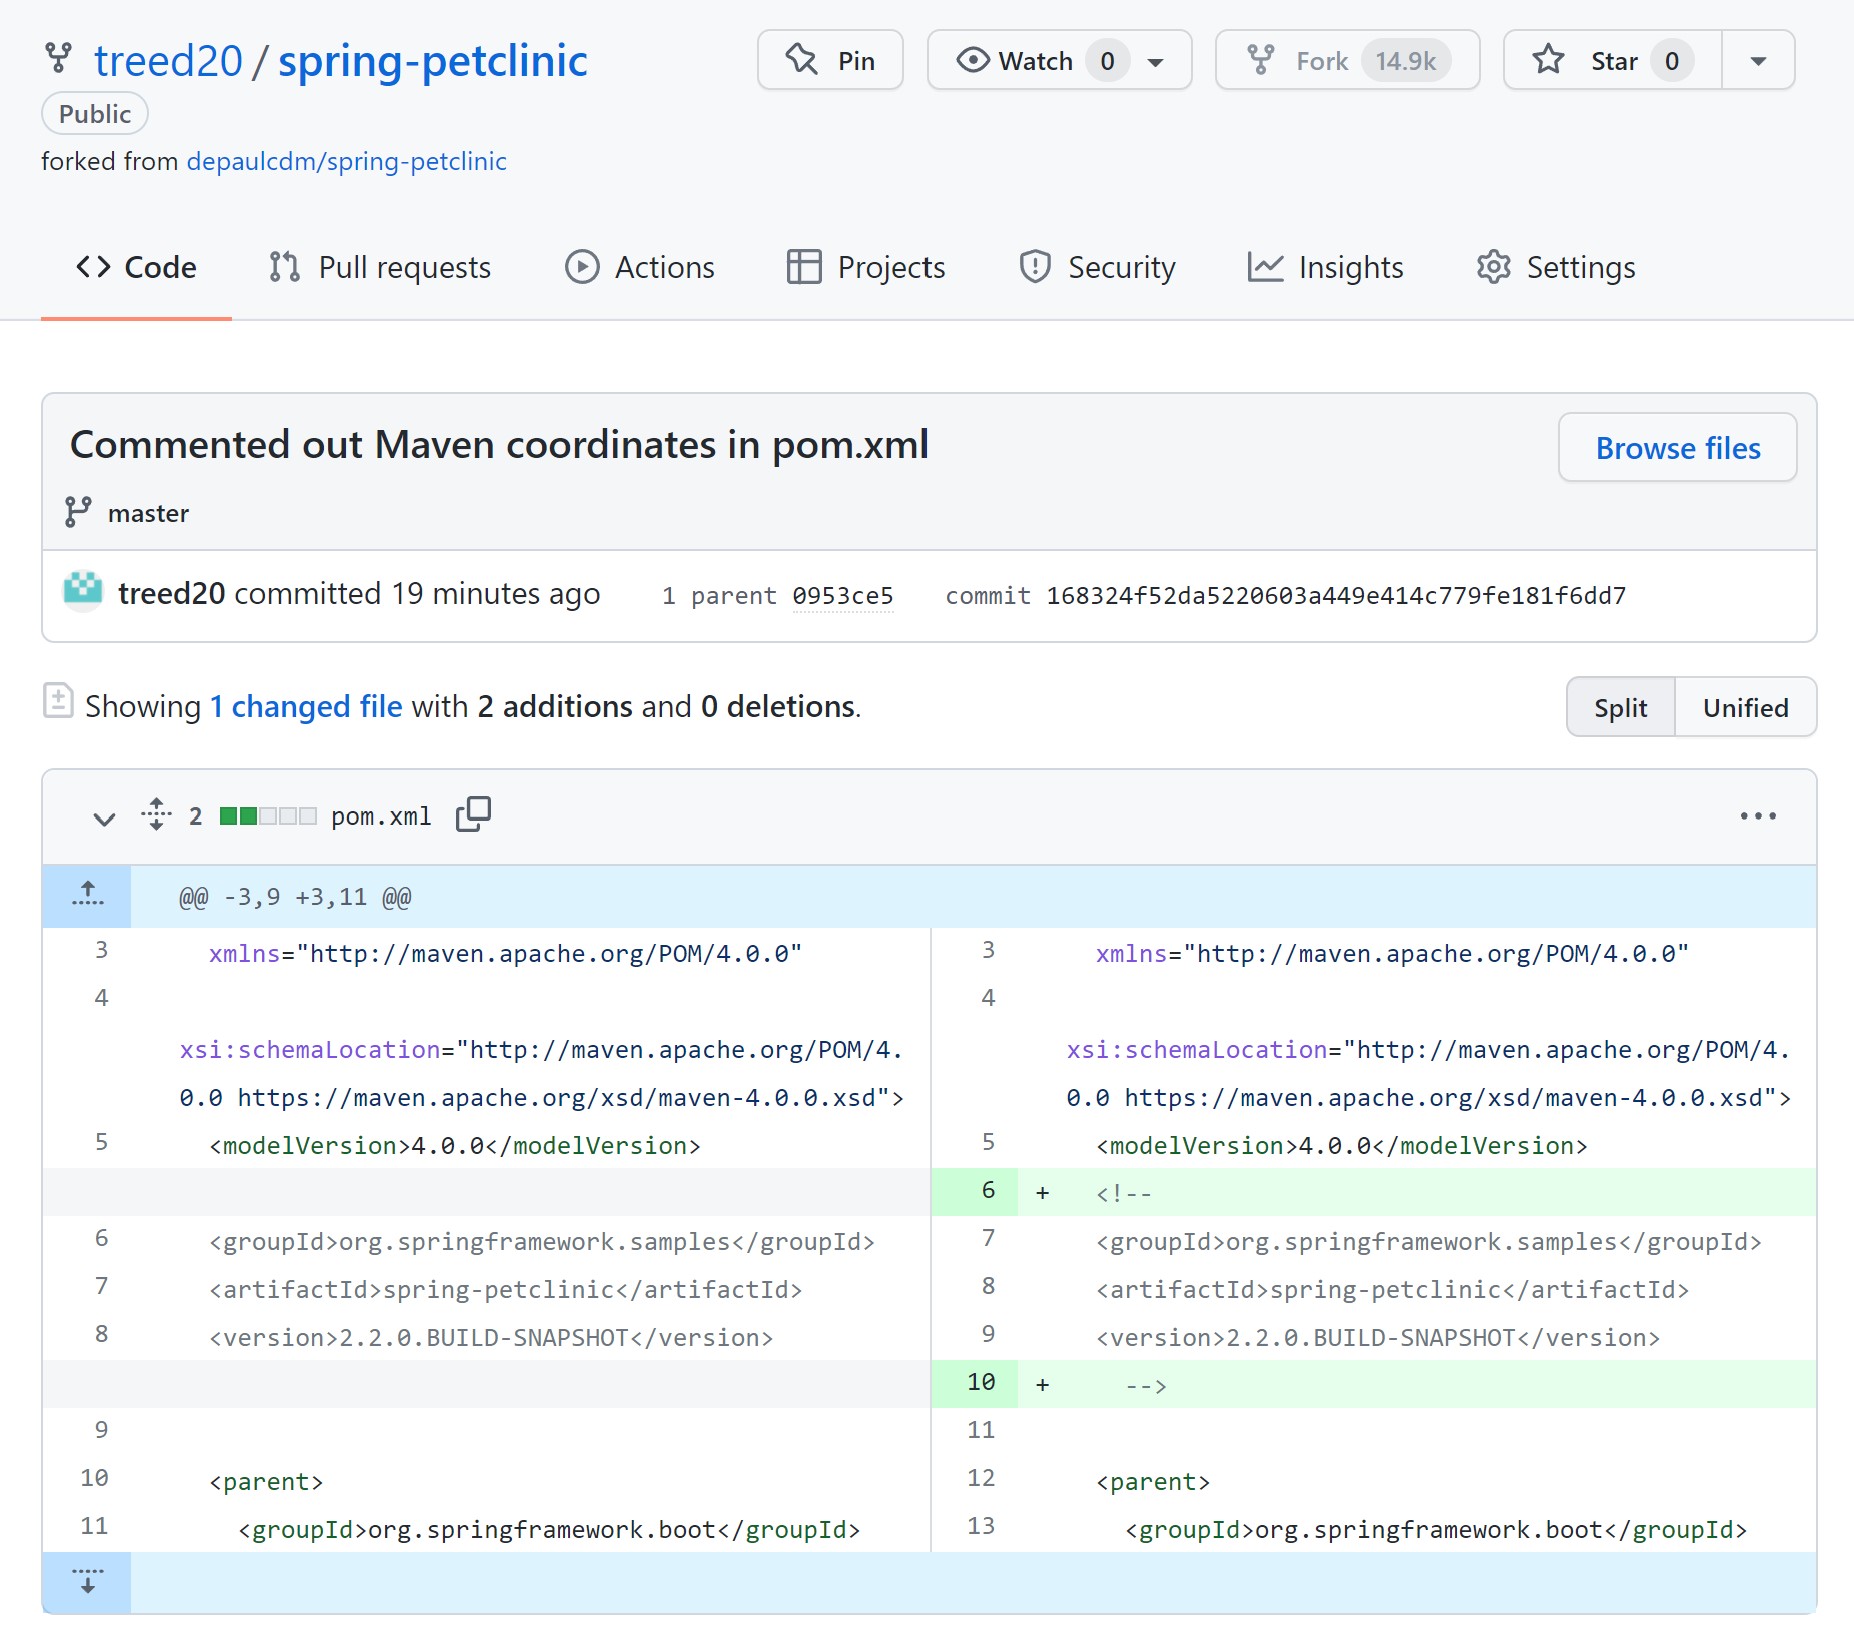 treed20 / spring-petclinic
Pin
Watch 0
Fork 14.9k
Star 0
Public
forked from depaulcdm/spring-petclinic
Code
Pull requests
Actions
Projects
Security
Insights
Settings
Commented out Maven coordinates in pom.xml
Browse files
master
treed20 committed 19 minutes ago 1 parent 0953ce5 commit 168324f52da5220603a449e414c779fe181f6dd7
Showing 1 changed file with 2 additions and 0 deletions.
Split Unified
2 pom.xml
@@ -3,9 +3,11 @@
3 xmlns="http://maven.apache.org/POM/4.0.0"
4
xsi:schemaLocation="http://maven.apache.org/POM/4.
0.0 https://maven.apache.org/xsd/maven-4.0.0.xsd">
5 <modelVersion>4.0.0</modelVersion>
6 <groupId>org.springframework.samples</groupId>
7 <artifactId>spring-petclinic</artifactId>
8 <version>2.2.0.BUILD-SNAPSHOT</version>
9
10 <parent>
11 <groupId>org.springframework.boot</groupId>
3 xmlns="http://maven.apache.org/POM/4.0.0"
4
xsi:schemaLocation="http://maven.apache.org/POM/4.
0.0 https://maven.apache.org/xsd/maven-4.0.0.xsd">
5 <modelVersion>4.0.0</modelVersion>
6 + <!--
7 <groupId>org.springframework.samples</groupId>
8 <artifactId>spring-petclinic</artifactId>
9 <version>2.2.0.BUILD-SNAPSHOT</version>
10 + -->
11
12 <parent>
13 <groupId>org.springframework.boot</groupId>